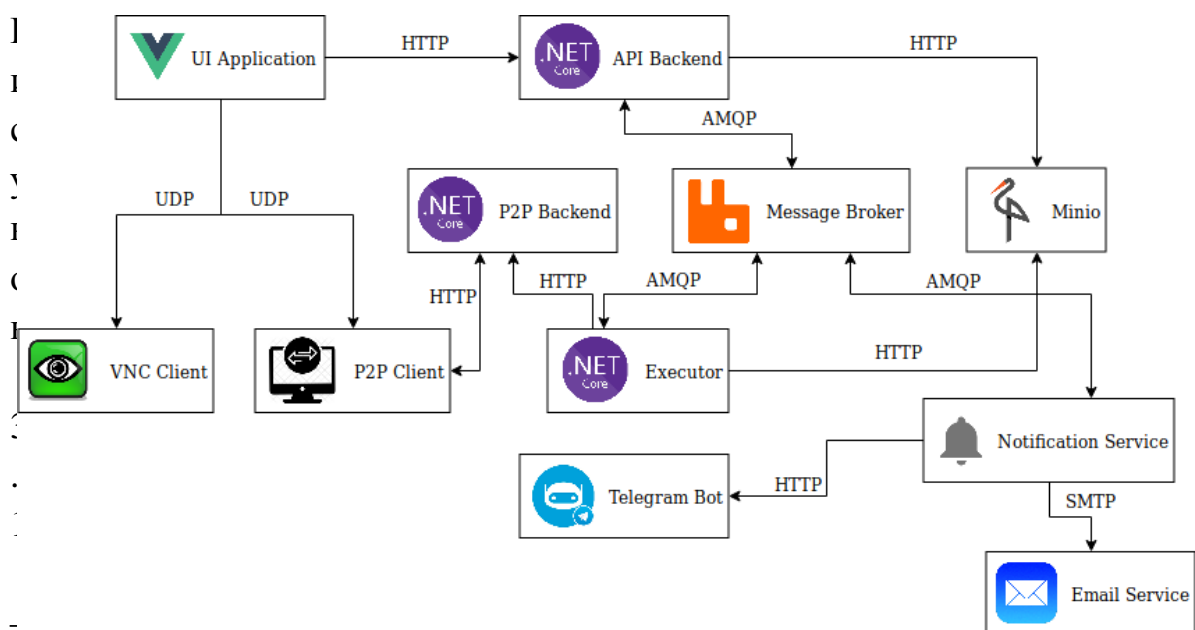 UI Application
HTTP
.NET
Core
API Backend
HTTP
AMQP
UDP
UDP
.NET
Core
P2P Backend
Message Broker
Minio
HTTP
HTTP
AMQP
AMQP
VNC Client
P2P Client
.NET
Core
Executor
HTTP
Notification Service
Telegram Bot
HTTP
SMTP
Email Service